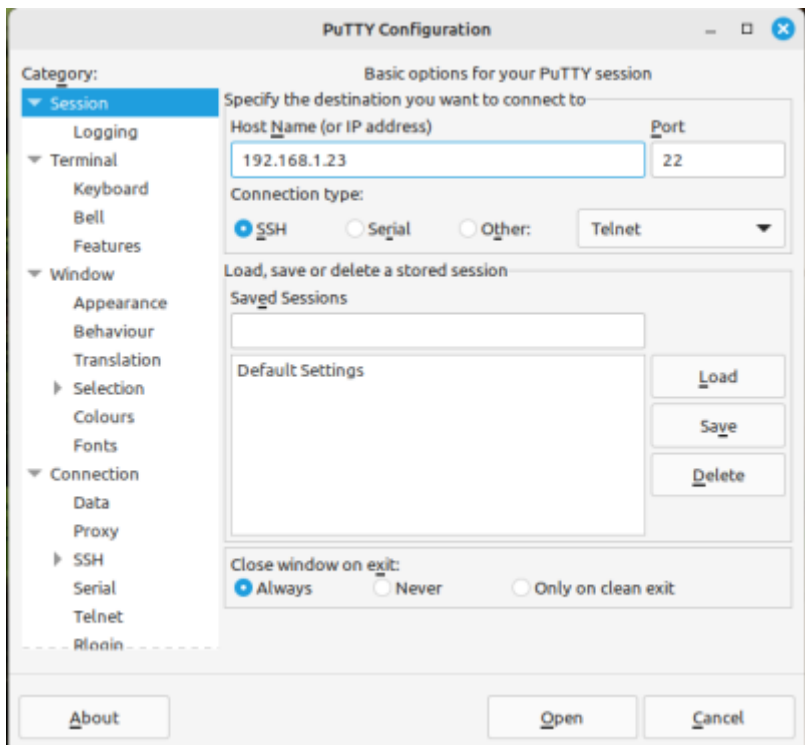 PuTTY Configuration
Category:
Session
Logging
Terminal
Keyboard
Bell
Features
Window
Appearance
Behaviour
Translation
Selection
Colours
Fonts
Connection
Data
Proxy
SSH
Serial
Telnet
Rlogin
Basic options for your PuTTY session
Specify the destination you want to connect to
Host Name (or IP address) Port
192.168.1.23 22
Connection type:
SSH Serial Other: Telnet
Load, save or delete a stored session
Saved Sessions
Default Settings
Load
Save
Delete
Close window on exit:
Always Never Only on clean exit
About Open Cancel